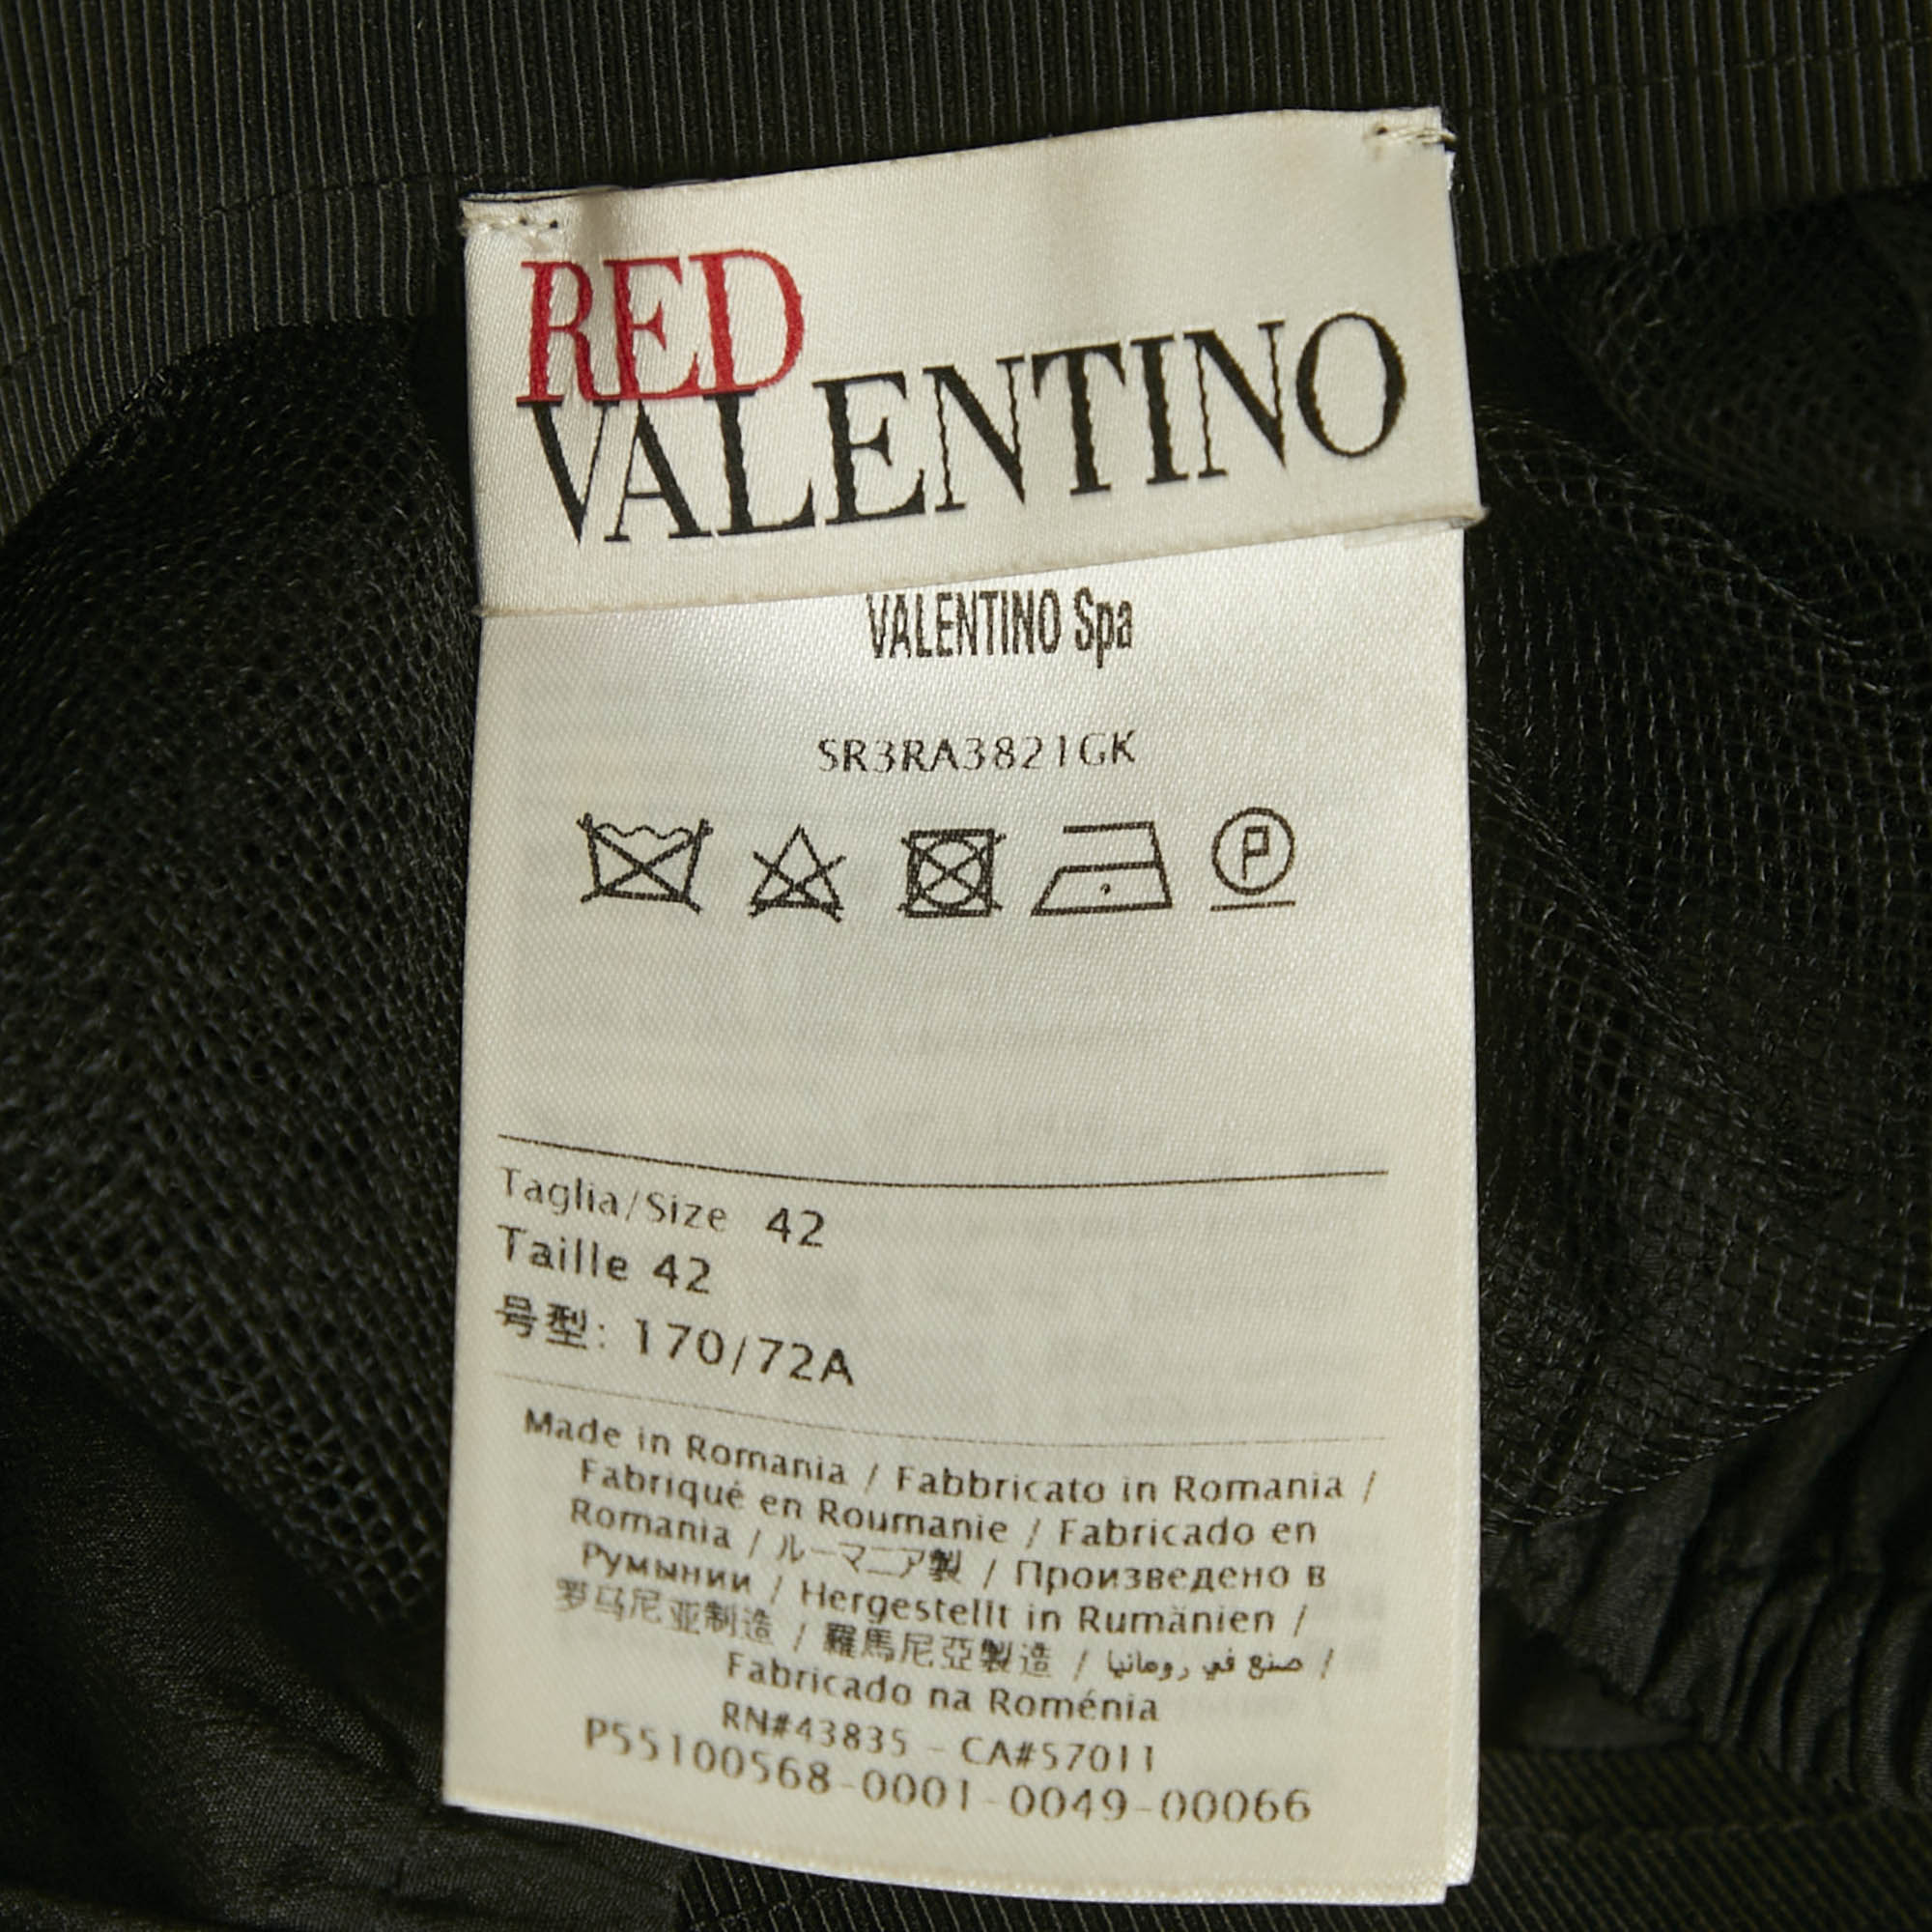 RED
VALENTINO
VALENTINO Spa
SR3RA3821GK
P
Taglia/Size 42
Taille 42
号型: 170/72A
Made in Romania / Fabbricato in Romania /
Fabriqué en Roumanie / Fabricado en
Romania / ルーマニア製 / Произведено в
Румынии / Hergestellt in Rumänien /
罗马尼亚制造 / 羅馬尼亞製造 / صنع في رومانيا /
Fabricado na Roménia
RN#43835 - CA#57011
P55100568-0001-0049-00066